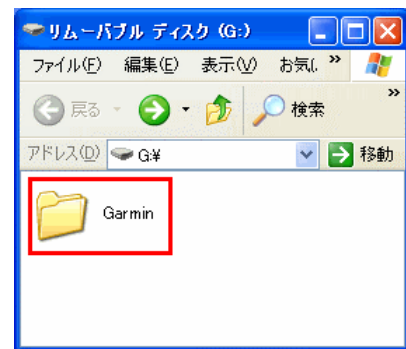 リムーバブル ディスク (G:)
ファイル(F) 編集(E) 表示(V) お気(. »
戻る 検索 »
アドレス(D) G:¥ 移動
Garmin